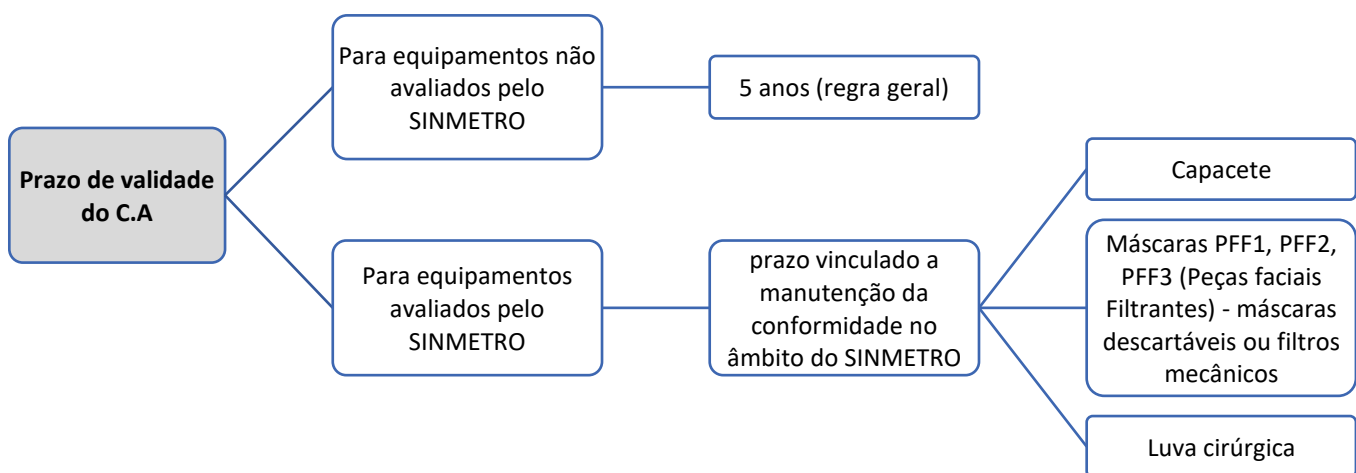 Prazo de validade
do C.A
Para equipamentos não
avaliados pelo
SINMETRO
5 anos (regra geral)
Para equipamentos
avaliados pelo
SINMETRO
prazo vinculado a
manutenção da
conformidade no
âmbito do SINMETRO
Capacete
Máscaras PFF1, PFF2,
PFF3 (Peças faciais
Filtrantes) - máscaras
descartáveis ou filtros
mecânicos
Luva cirúrgica